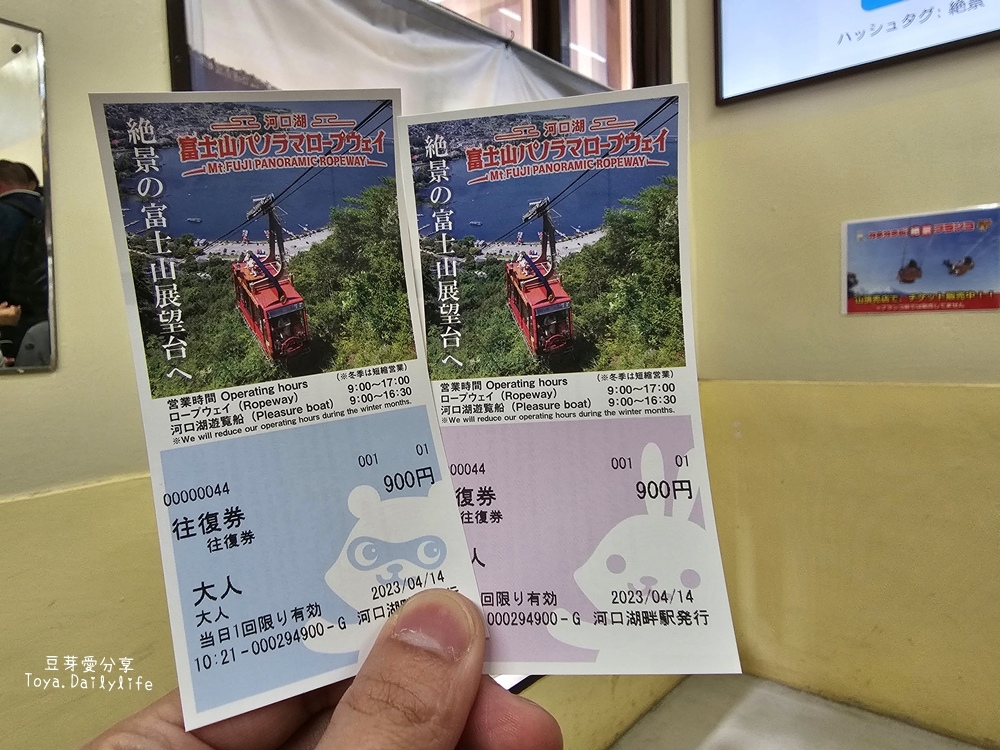 ハッシュタグ: 絶景
絶景の富士山展望台へ
河口湖
富士山パノラマロープウェイ
Mt.FUJI PANORAMIC ROPEWAY
(※冬季は短縮営業)
営業時間 Operating hours
ロープウェイ (Ropeway) 9:00~17:00
河口湖遊覧船 (Pleasure boat) 9:00~16:30
※We will reduce our operating hours during the winter months.
001 01
00000044 900円
往復券
往復券
大人
大人 2023/04/14
当日1回限り有効 河口湖畔
10:21-000294900-G
絶景の富士山展望台へ
河口湖
富士山パノラマロープウェイ
Mt.FUJI PANORAMIC ROPEWAY
(※冬季は短縮営業)
営業時間 Operating hours
ロープウェイ (Ropeway) 9:00~17:00
河口湖遊覧船 (Pleasure boat) 9:00~16:30
※We will reduce our operating hours during the winter months.
00044 001 01
復券 900円
往復券
人
2023/04/14
回限り有効
000294900-G 河口湖畔駅発行
豆芽愛分享
Toya.Dailylife